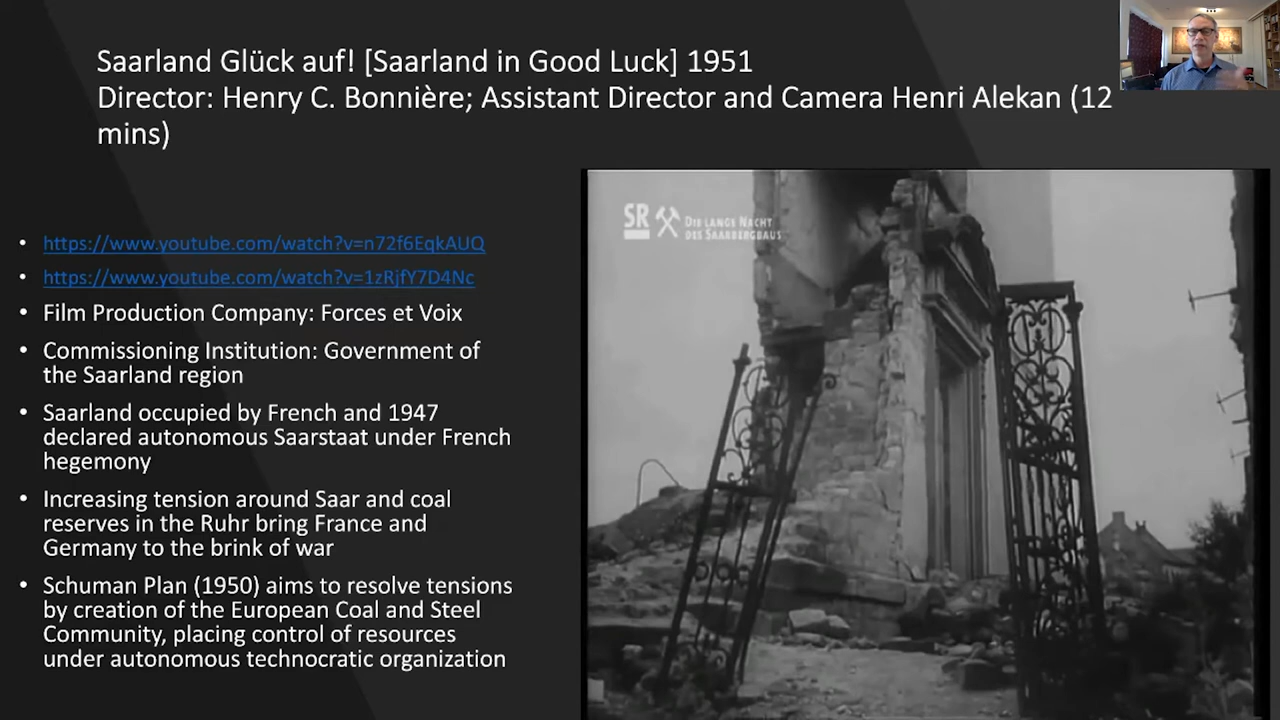 Saarland Glück auf! [Saarland in Good Luck] 1951
Director: Henry C. Bonnière; Assistant Director and Camera Henri Alekan (12
mins)
SR DIE LANGE NACHT
DES SAARBERGBAUS
• https://www.youtube.com/watch?v=n72f6EqkAUQ
• https://www.youtube.com/watch?v=1zRjfY7D4Nc
• Film Production Company: Forces et Voix
• Commissioning Institution: Government of
the Saarland region
• Saarland occupied by French and 1947
declared autonomous Saarstaat under French
hegemony
• Increasing tension around Saar and coal
reserves in the Ruhr bring France and
Germany to the brink of war
• Schuman Plan (1950) aims to resolve tensions
by creation of the European Coal and Steel
Community, placing control of resources
under autonomous technocratic organization